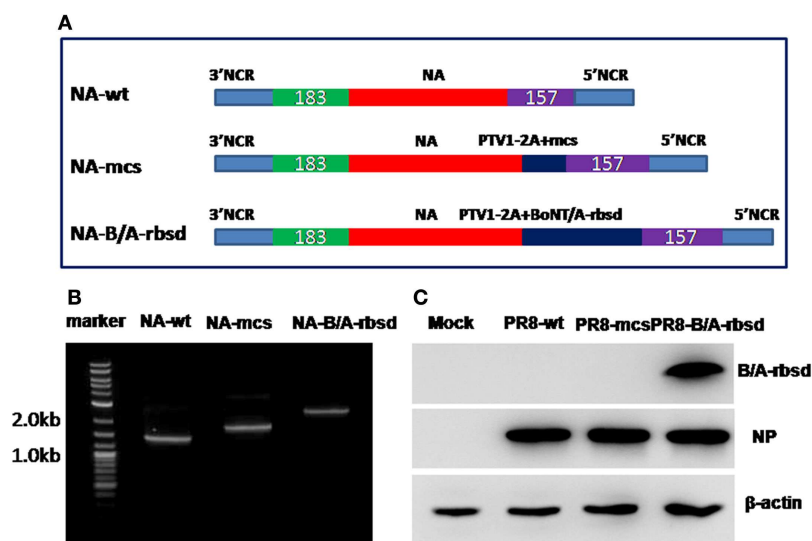 A
3'NCR NA 5'NCR
NA-wt 183 157
3'NCR NA PTV1-2A+mcs 5'NCR
NA-mcs 183 157
3'NCR NA PTV1-2A+BoNT/A-rbsd 5'NCR
NA-B/A-rbsd 183 157
B
marker NA-wt NA-mcs NA-B/A-rbsd
2.0kb
1.0kb
C
Mock PR8-wt PR8-mcs PR8-B/A-rbsd
B/A-rbsd
NP
β-actin